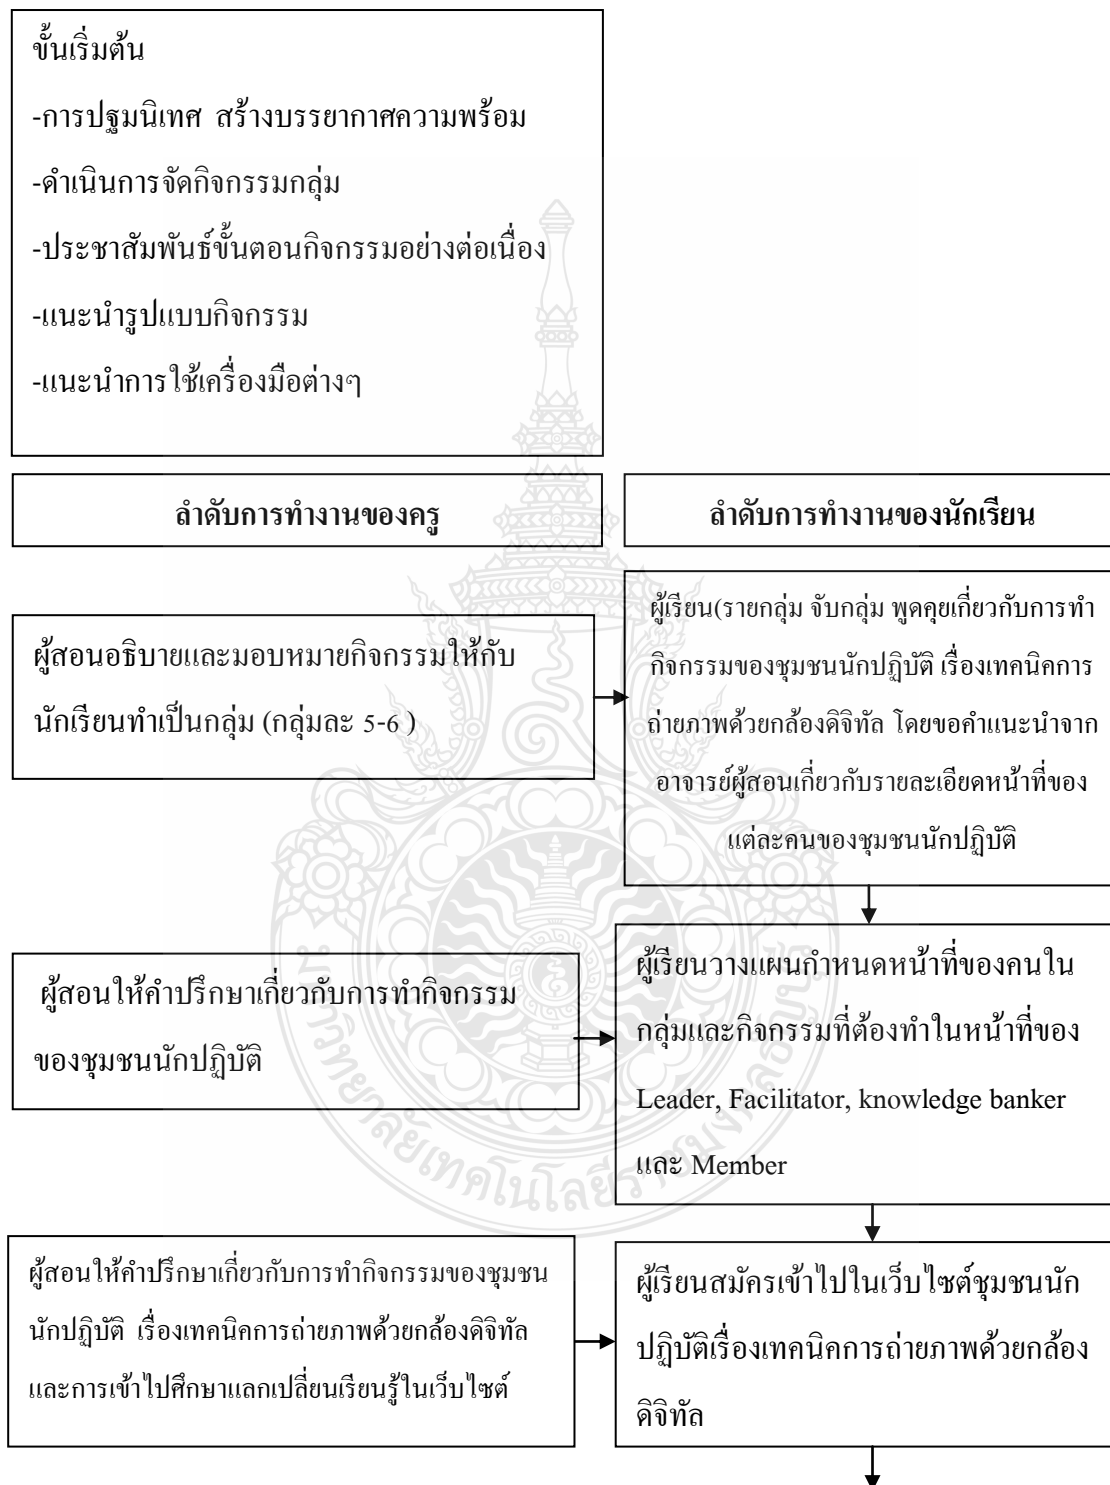 ขั้นเริ่มต้น
-การปฐมนิเทศ สร้างบรรยากาศความพร้อม
-ดำเนินการจัดกิจกรรมกลุ่ม
-ประชาสัมพันธ์ขั้นตอนกิจกรรมอย่างต่อเนื่อง
-แนะนำรูปแบบกิจกรรม
-แนะนำการใช้เครื่องมือต่างๆ
ลำดับการทำงานของครู
ลำดับการทำงานของนักเรียน
ผู้สอนอธิบายและมอบหมายกิจกรรมให้กับ
นักเรียนทำเป็นกลุ่ม (กลุ่มละ 5-6 )
ผู้เรียน(รายกลุ่ม จับกลุ่ม พูดคุยเกี่ยวกับการทำ
กิจกรรมของชุมชนนักปฏิบัติ เรื่องเทคนิคการ
ถ่ายภาพด้วยกล้องดิจิทัล โดยขอคำแนะนำจาก
อาจารย์ผู้สอนเกี่ยวกับรายละเอียดหน้าที่ของ
แต่ละคนของชุมชนนักปฏิบัติ
ผู้สอนให้คำปรึกษาเกี่ยวกับการทำกิจกรรม
ของชุมชนนักปฏิบัติ
ผู้เรียนวางแผนกำหนดหน้าที่ของคนใน
กลุ่มและกิจกรรมที่ต้องทำในหน้าที่ของ
Leader, Facilitator, knowledge banker
และ Member
ผู้สอนให้คำปรึกษาเกี่ยวกับการทำกิจกรรมของชุมชน
นักปฏิบัติ เรื่องเทคนิคการถ่ายภาพด้วยกล้องดิจิทัล
และการเข้าไปศึกษาแลกเปลี่ยนเรียนรู้ในเว็บไซต์
ผู้เรียนสมัครเข้าไปในเว็บไซต์ชุมชนนัก
ปฏิบัติเรื่องเทคนิคการถ่ายภาพด้วยกล้อง
ดิจิทัล